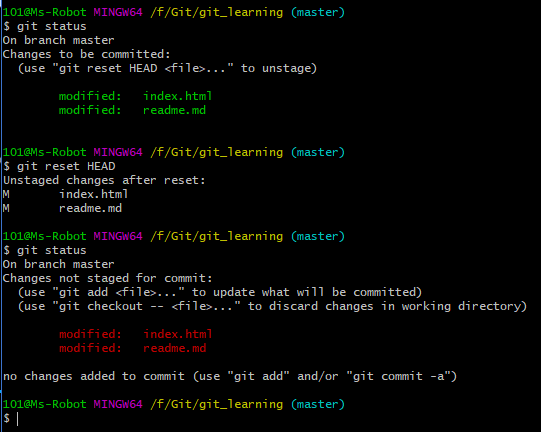 101@Ms-Robot MINGW64 /f/Git/git_learning (master)
$ git status
On branch master
Changes to be committed:
  (use "git reset HEAD <file>..." to unstage)
        modified:   index.html
        modified:   readme.md
101@Ms-Robot MINGW64 /f/Git/git_learning (master)
$ git reset HEAD
Unstaged changes after reset:
M       index.html
M       readme.md
101@Ms-Robot MINGW64 /f/Git/git_learning (master)
$ git status
On branch master
Changes not staged for commit:
  (use "git add <file>..." to update what will be committed)
  (use "git checkout -- <file>..." to discard changes in working directory)
        modified:   index.html
        modified:   readme.md
no changes added to commit (use "git add" and/or "git commit -a")
101@Ms-Robot MINGW64 /f/Git/git_learning (master)
$